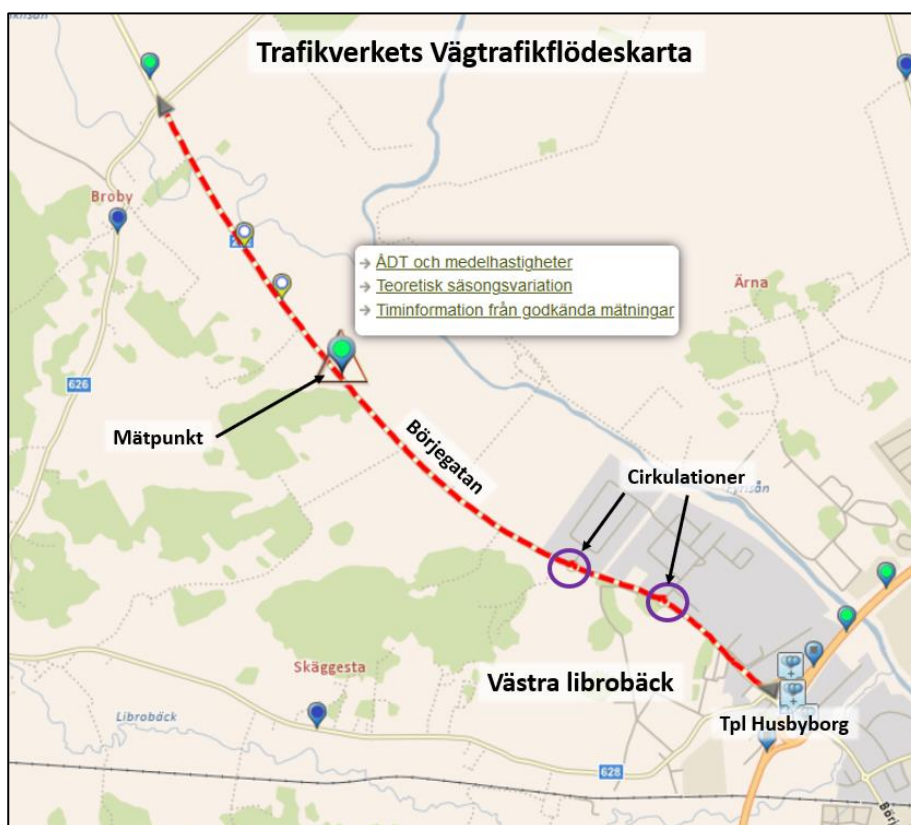 Trafikverkets Vägtrafikflödeskarta
Broby
ÅDT och medelhastigheter
Teoretisk säsongsvariation
Timinformation från godkända mätningar
Ärna
626
Mätpunkt
Börjegatan
Cirkulationer
Fyrisån
Skäggesta
Västra librobäck
Librobäck
Tpl Husbyborg
628